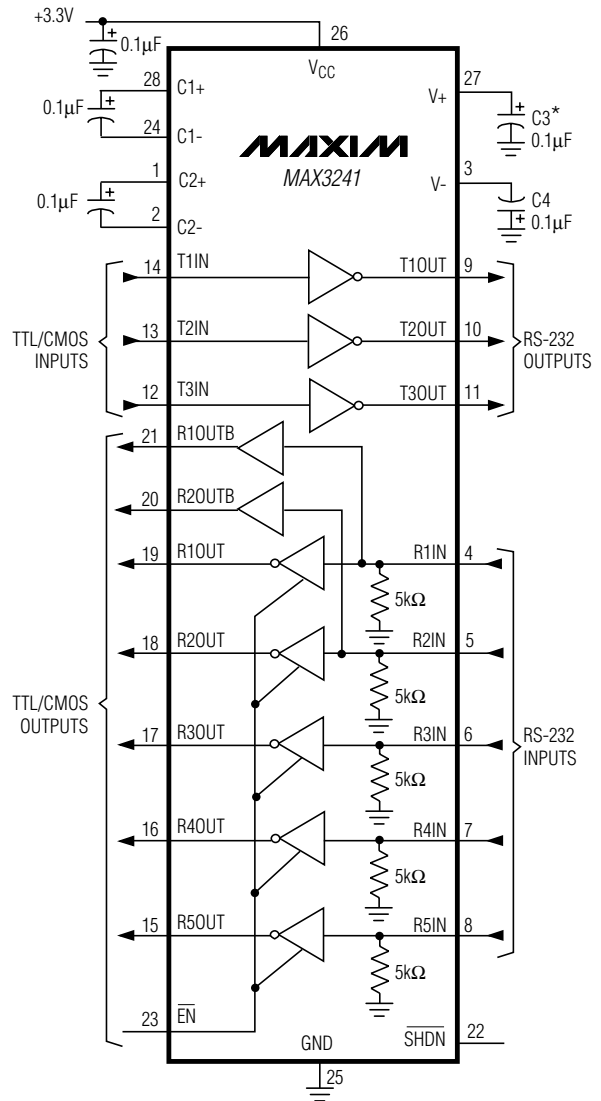 +3.3V
26
0.1µF
VCC
28
C1+
V+
27
0.1µF
C3*
0.1µF
24
C1-
MAXIM
MAX3241
1
C2+
V-
3
0.1µF
C4
0.1µF
2
C2-
14
T1IN
T1OUT
9
TTL/CMOS
INPUTS
13
T2IN
T2OUT
10
RS-232
OUTPUTS
12
T3IN
T3OUT
11
21
R1OUTB
20
R2OUTB
19
R1OUT
R1IN
4
5kΩ
18
R2OUT
R2IN
5
5kΩ
TTL/CMOS
OUTPUTS
17
R3OUT
R3IN
6
RS-232
INPUTS
5kΩ
16
R4OUT
R4IN
7
5kΩ
15
R5OUT
R5IN
8
5kΩ
23
EN
GND
SHDN
22
25